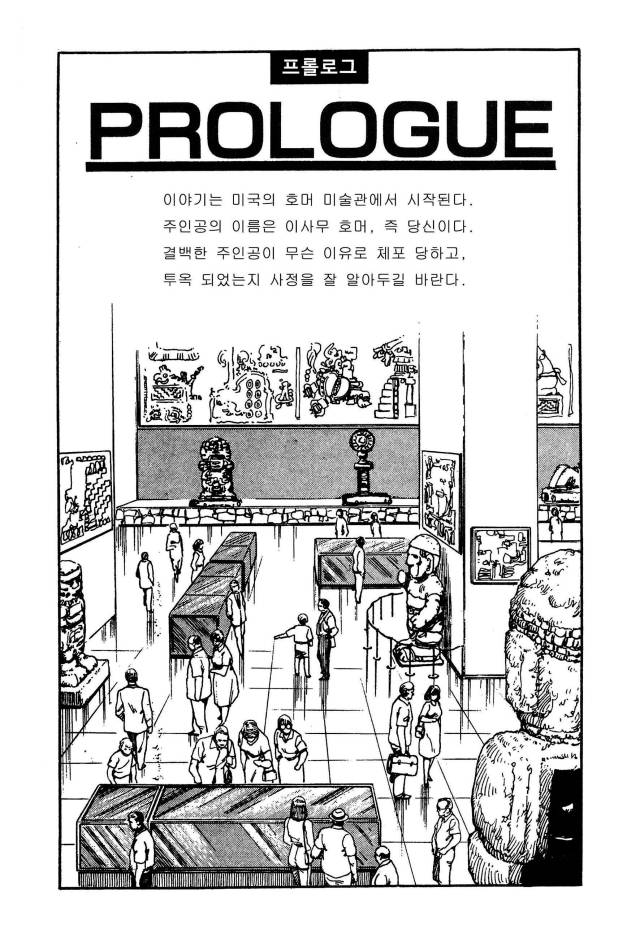 프롤로그
PROLOGUE
이야기는 미국의 호머 미술관에서 시작된다.
주인공의 이름은 이사무 호머, 즉 당신이다.
결백한 주인공이 무슨 이유로 체포 당하고,
투옥 되었는지 사정을 잘 알아두길 바란다.